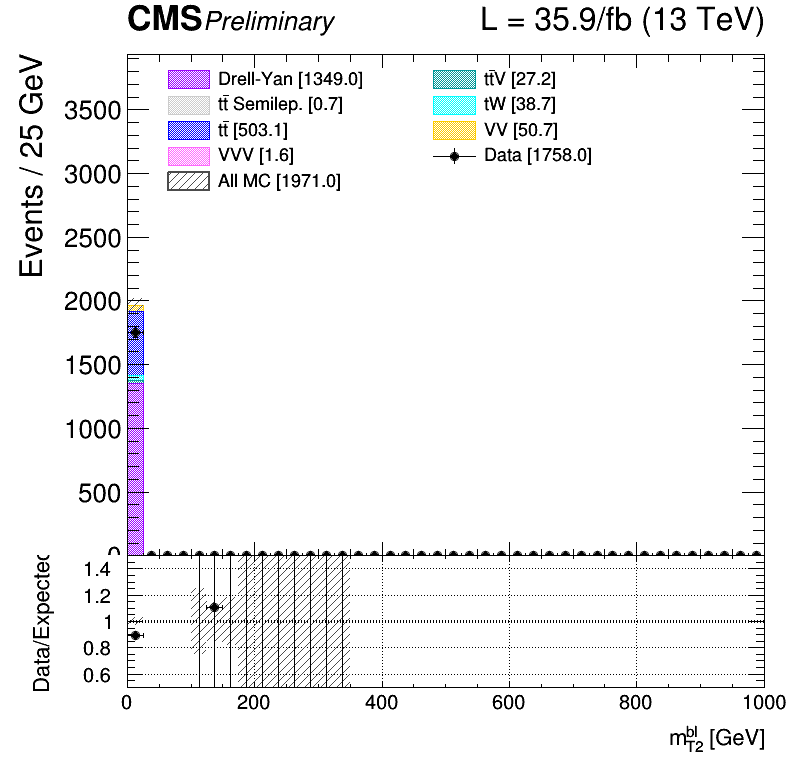 CMS Preliminary L = 35.9/fb (13 TeV)
Events / 25 GeV
3500
3000
2500
2000
1500
1000
500
0
Drell-Yan [1349.0]
tt̄ Semilep. [0.7]
tt̄ [503.1]
VVV [1.6]
All MC [1971.0]
tt̄V [27.2]
tW [38.7]
VV [50.7]
Data [1758.0]
Data/Expected
1.4
1.2
1
0.8
0.6
0 200 400 600 800 1000
m_{T2}^{bl} [GeV]